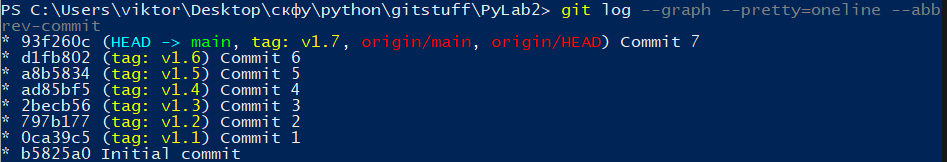 PS C:\Users\viktor\Desktop\скфу\python\gitstuff\PyLab2> git log --graph --pretty=oneline --abb
rev-commit
* 93f260c (HEAD -> main, tag: v1.7, origin/main, origin/HEAD) Commit 7
* d1fb802 (tag: v1.6) Commit 6
* a8b5834 (tag: v1.5) Commit 5
* ad85bf5 (tag: v1.4) Commit 4
* 2becb56 (tag: v1.3) Commit 3
* 797b177 (tag: v1.2) Commit 2
* 0ca39c5 (tag: v1.1) Commit 1
* b5825a0 Initial commit